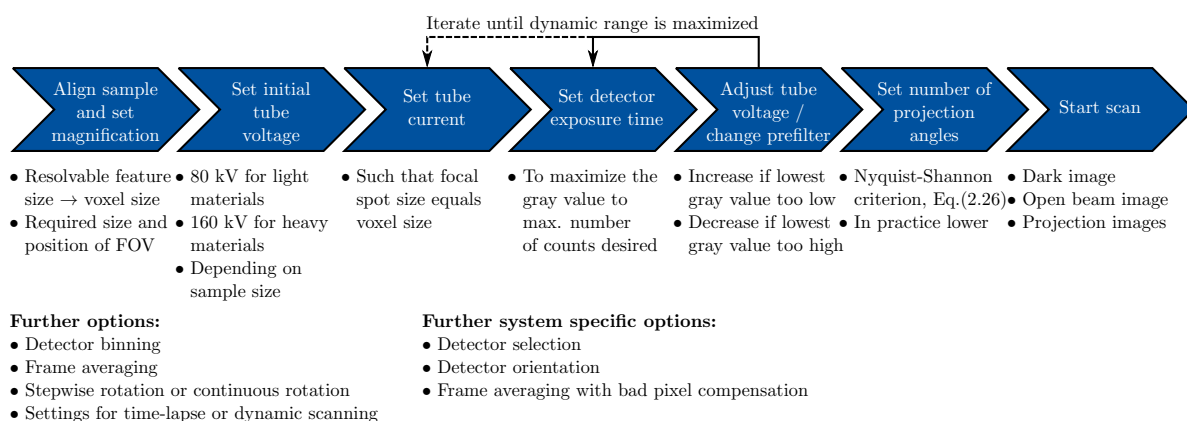 Iterate until dynamic range is maximized
Align sample
and set
magnification
Set initial
tube
voltage
Set tube
current
Set detector
exposure time
Adjust tube
voltage /
change prefilter
Set number of
projection
angles
Start scan
• Resolvable feature
size → voxel size
• Required size and
position of FOV
• 80 kV for light
materials
• 160 kV for heavy
materials
• Depending on
sample size
• Such that focal
spot size equals
voxel size
• To maximize the
gray value to
max. number
of counts desired
• Increase if lowest
gray value too low
• Decrease if lowest
gray value too high
• Nyquist-Shannon
criterion, Eq.(2.26)
• In practice lower
• Dark image
• Open beam image
• Projection images
Further options:
• Detector binning
• Frame averaging
• Stepwise rotation or continuous rotation
• Settings for time-lapse or dynamic scanning
Further system specific options:
• Detector selection
• Detector orientation
• Frame averaging with bad pixel compensation